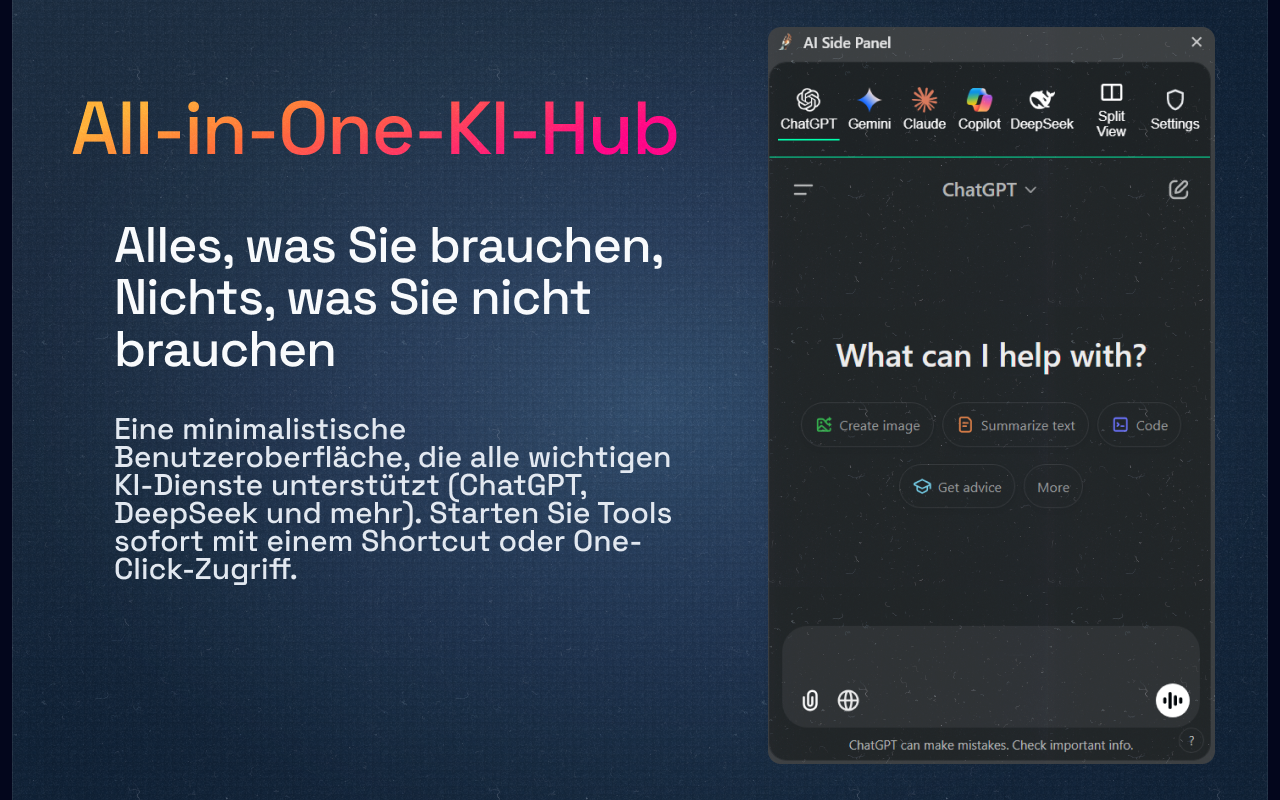 All-in-One-KI-Hub
Alles, was Sie brauchen,
Nichts, was Sie nicht
brauchen
Eine minimalistische
Benutzeroberfläche, die alle wichtigen
KI-Dienste unterstützt (ChatGPT,
DeepSeek und mehr). Starten Sie Tools
sofort mit einem Shortcut oder One-
Click-Zugriff.
AI Side Panel
ChatGPT Gemini Claude Copilot DeepSeek Split View Settings
ChatGPT
What can I help with?
Create image Summarize text Code
Get advice More
ChatGPT can make mistakes. Check important info.
?